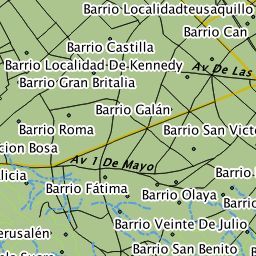 Barrio Localidadteusaquillo
Barrio Can
Barrio Castilla
Barrio Localidad De Kennedy
Av De Las
Barrio Gran Britalia
Barrio Galán
Barrio Roma
Barrio San Victo
cion Bosa
Av 1 De Mayo
alicia
Barrio
Barrio Fátima
Barrio Olaya
Barrio Veinte De Julio
erusalén
Barrio San Benito